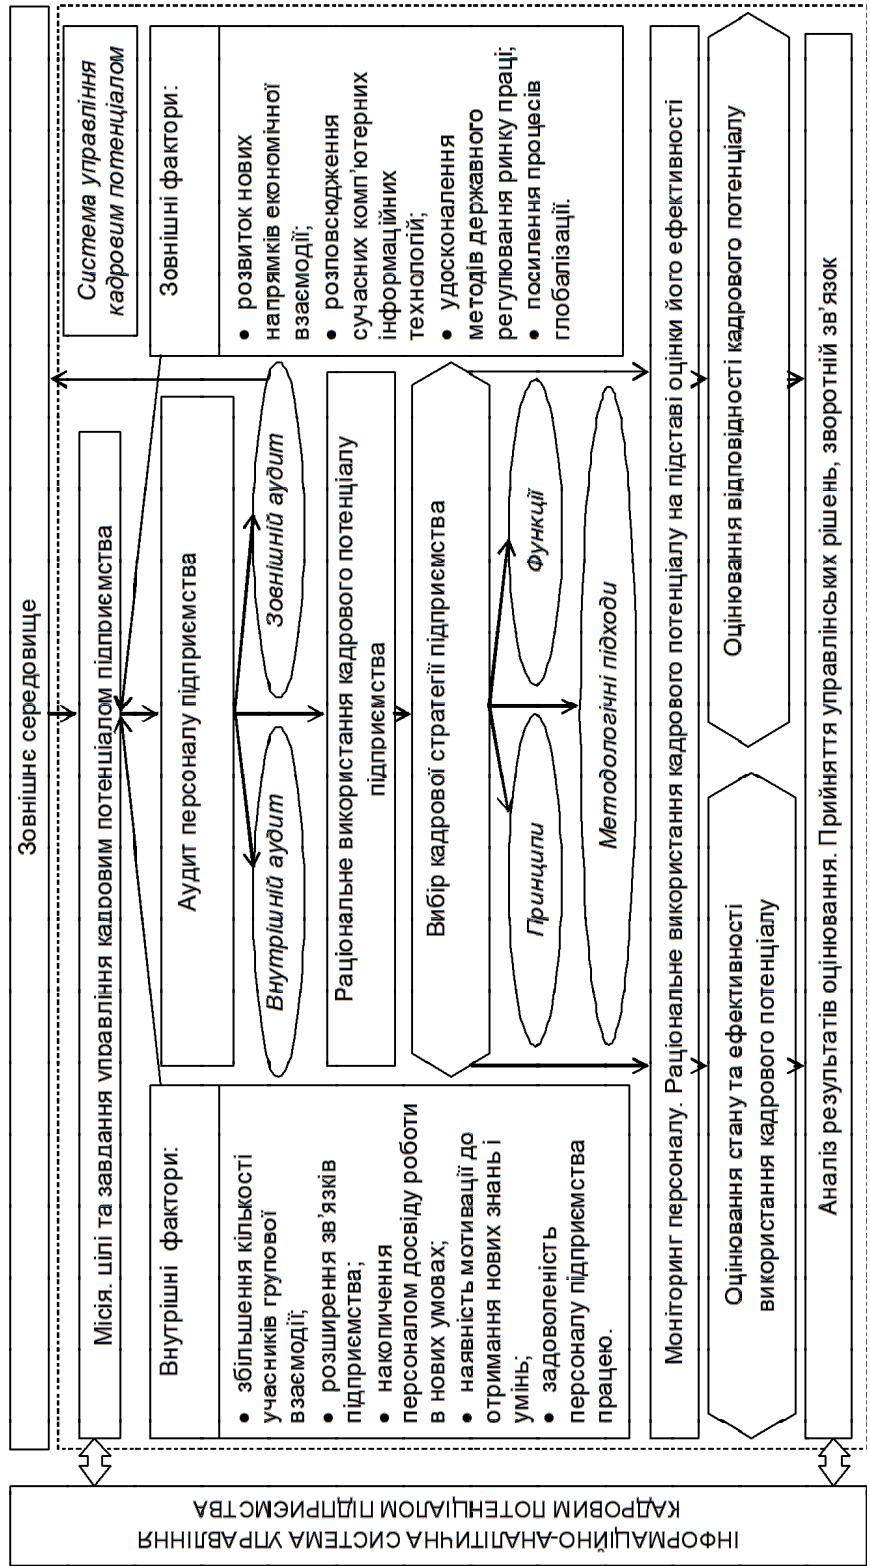 ІНФОРМАЦІЙНО-АНАЛІТИЧНА СИСТЕМА УПРАВЛІННЯ
КАДРОВИМ ПОТЕНЦІАЛОМ ПІДПРИЄМСТВА
Зовнішнє середовище
Система управління
кадровим потенціалом
Місія. цілі та завдання управління кадровим потенціалом підприємства
Внутрішні фактори:
• збільшення кількості
учасників групової
взаємодії;
• розширення зв’язків
підприємства;
• накопичення
персоналом досвіду роботи
в нових умовах;
• наявність мотивації до
отримання нових знань і
умінь;
• задоволеність
персоналу підприємства
працею.
Аудит персоналу підприємства
Внутрішній аудит
Зовнішній аудит
Раціональне використання кадрового потенціалу
підприємства
Вибір кадрової стратегії підприємства
Принципи
Функції
Методологічні підходи
Зовнішні фактори:
• розвиток нових
напрямків економічної
взаємодії;
• розповсюдження
сучасних комп’ютерних
інформаційних
технологій;
• удосконалення
методів державного
регулювання ринку праці;
• посилення процесів
глобалізації.
Моніторинг персоналу. Раціональне використання кадрового потенціалу на підставі оцінки його ефективності
Оцінювання стану та ефективності
використання кадрового потенціалу
Оцінювання відповідності кадрового потенціалу
Аналіз результатів оцінювання. Прийняття управлінських рішень, зворотній зв’язок